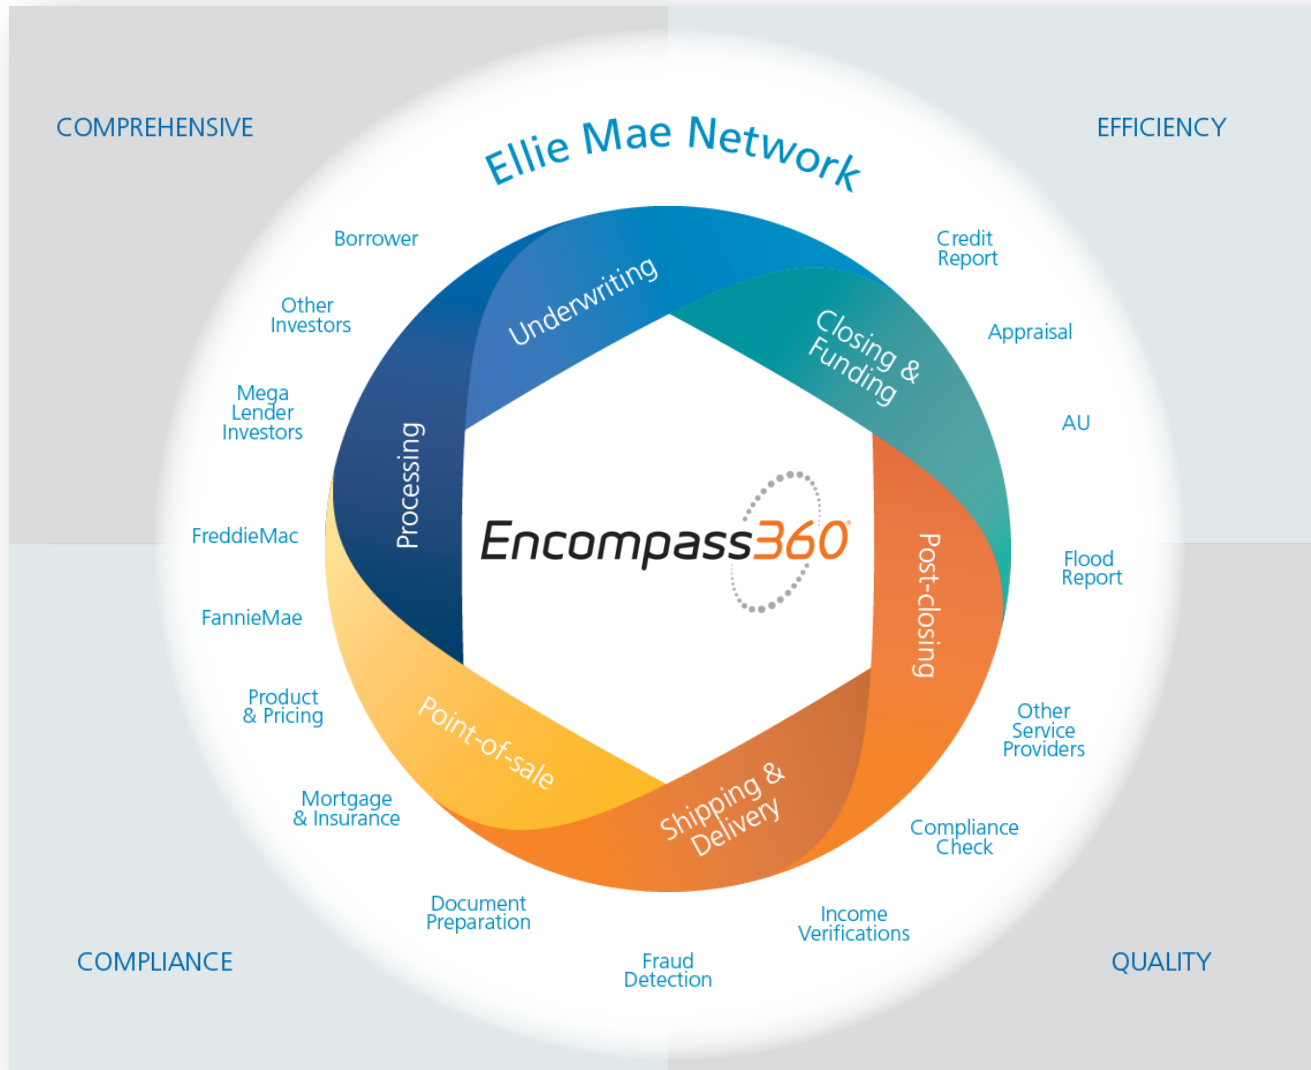 COMPREHENSIVE
EFFICIENCY
Ellie Mae Network
Borrower
Other
Investors
Mega
Lender
Investors
FreddieMac
FannieMae
Product
& Pricing
Mortgage
& Insurance
Document
Preparation
Fraud
Detection
Income
Verifications
Compliance
Check
Other
Service
Providers
Flood
Report
AU
Appraisal
Credit
Report
Underwriting
Closing &
Funding
Post-closing
Shipping &
Delivery
Point-of-sale
Processing
Encompass360
COMPLIANCE
QUALITY